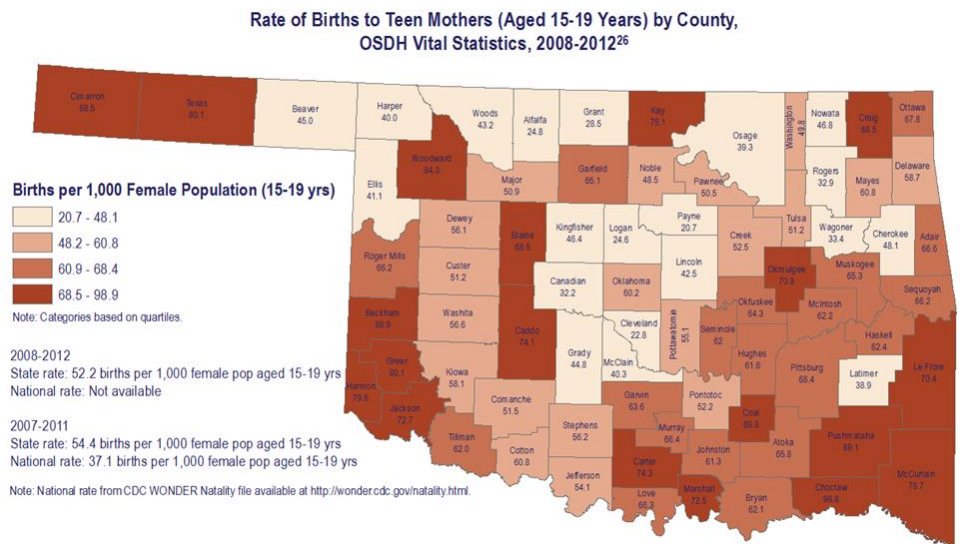 Rate of Births to Teen Mothers (Aged 15-19 Years) by County,
OSDH Vital Statistics, 2008-2012²⁶
Cimarron
68.5
Texas
80.1
Beaver
45.0
Harper
40.0
Woods
43.2
Alfalfa
24.8
Grant
28.5
Kay
75.1
Osage
39.3
Washington
49.8
Nowata
46.8
Craig
68.5
Ottawa
67.8
Woodward
84.3
Ellis
41.1
Major
50.9
Garfield
65.1
Noble
48.5
Pawnee
50.5
Rogers
32.9
Mayes
60.8
Delaware
58.7
Births per 1,000 Female Population (15-19 yrs)
20.7 - 48.1
48.2 - 60.8
60.9 - 68.4
68.5 - 98.9
Note: Categories based on quartiles.
Dewey
56.1
Blaine
68.6
Kingfisher
46.4
Logan
24.6
Payne
20.7
Creek
52.5
Tulsa
51.2
Wagoner
33.4
Cherokee
48.1
Adair
66.6
Roger Mills
66.2
Custer
51.2
Canadian
32.2
Oklahoma
60.2
Lincoln
42.5
Okmulgee
70.8
Muskogee
65.3
Sequoyah
66.2
Beckham
Washita
56.6
Caddo
74.1
Grady
44.8
Cleveland
22.8
McClain
40.3
Pottawatomie
55.1
Seminole
62
Okfuskee
64.3
McIntosh
62.2
Haskell
62.4
Hughes
61.6
Pittsburg
68.4
Latimer
38.9
Le Flore
70.4
2008-2012
State rate: 52.2 births per 1,000 female pop aged 15-19 yrs
National rate: Not available
Greer
80.1
Kiowa
58.1
Harmon
79.6
Jackson
72.7
Comanche
51.5
Stephens
56.2
Garvin
63.6
Pontotoc
52.2
Coal
69.8
Murray
66.4
Atoka
65.8
Pushmataha
69.1
McCurtain
78.7
2007-2011
State rate: 54.4 births per 1,000 female pop aged 15-19 yrs
National rate: 37.1 births per 1,000 female pop aged 15-19 yrs
Tillman
62.0
Cotton
60.8
Jefferson
54.1
Carter
74.3
Johnston
61.3
Love
66.3
Marshall
72.5
Bryan
62.1
Choctaw
Note: National rate from CDC WONDER Natality file available at http://wonder.cdc.gov/natality.html.